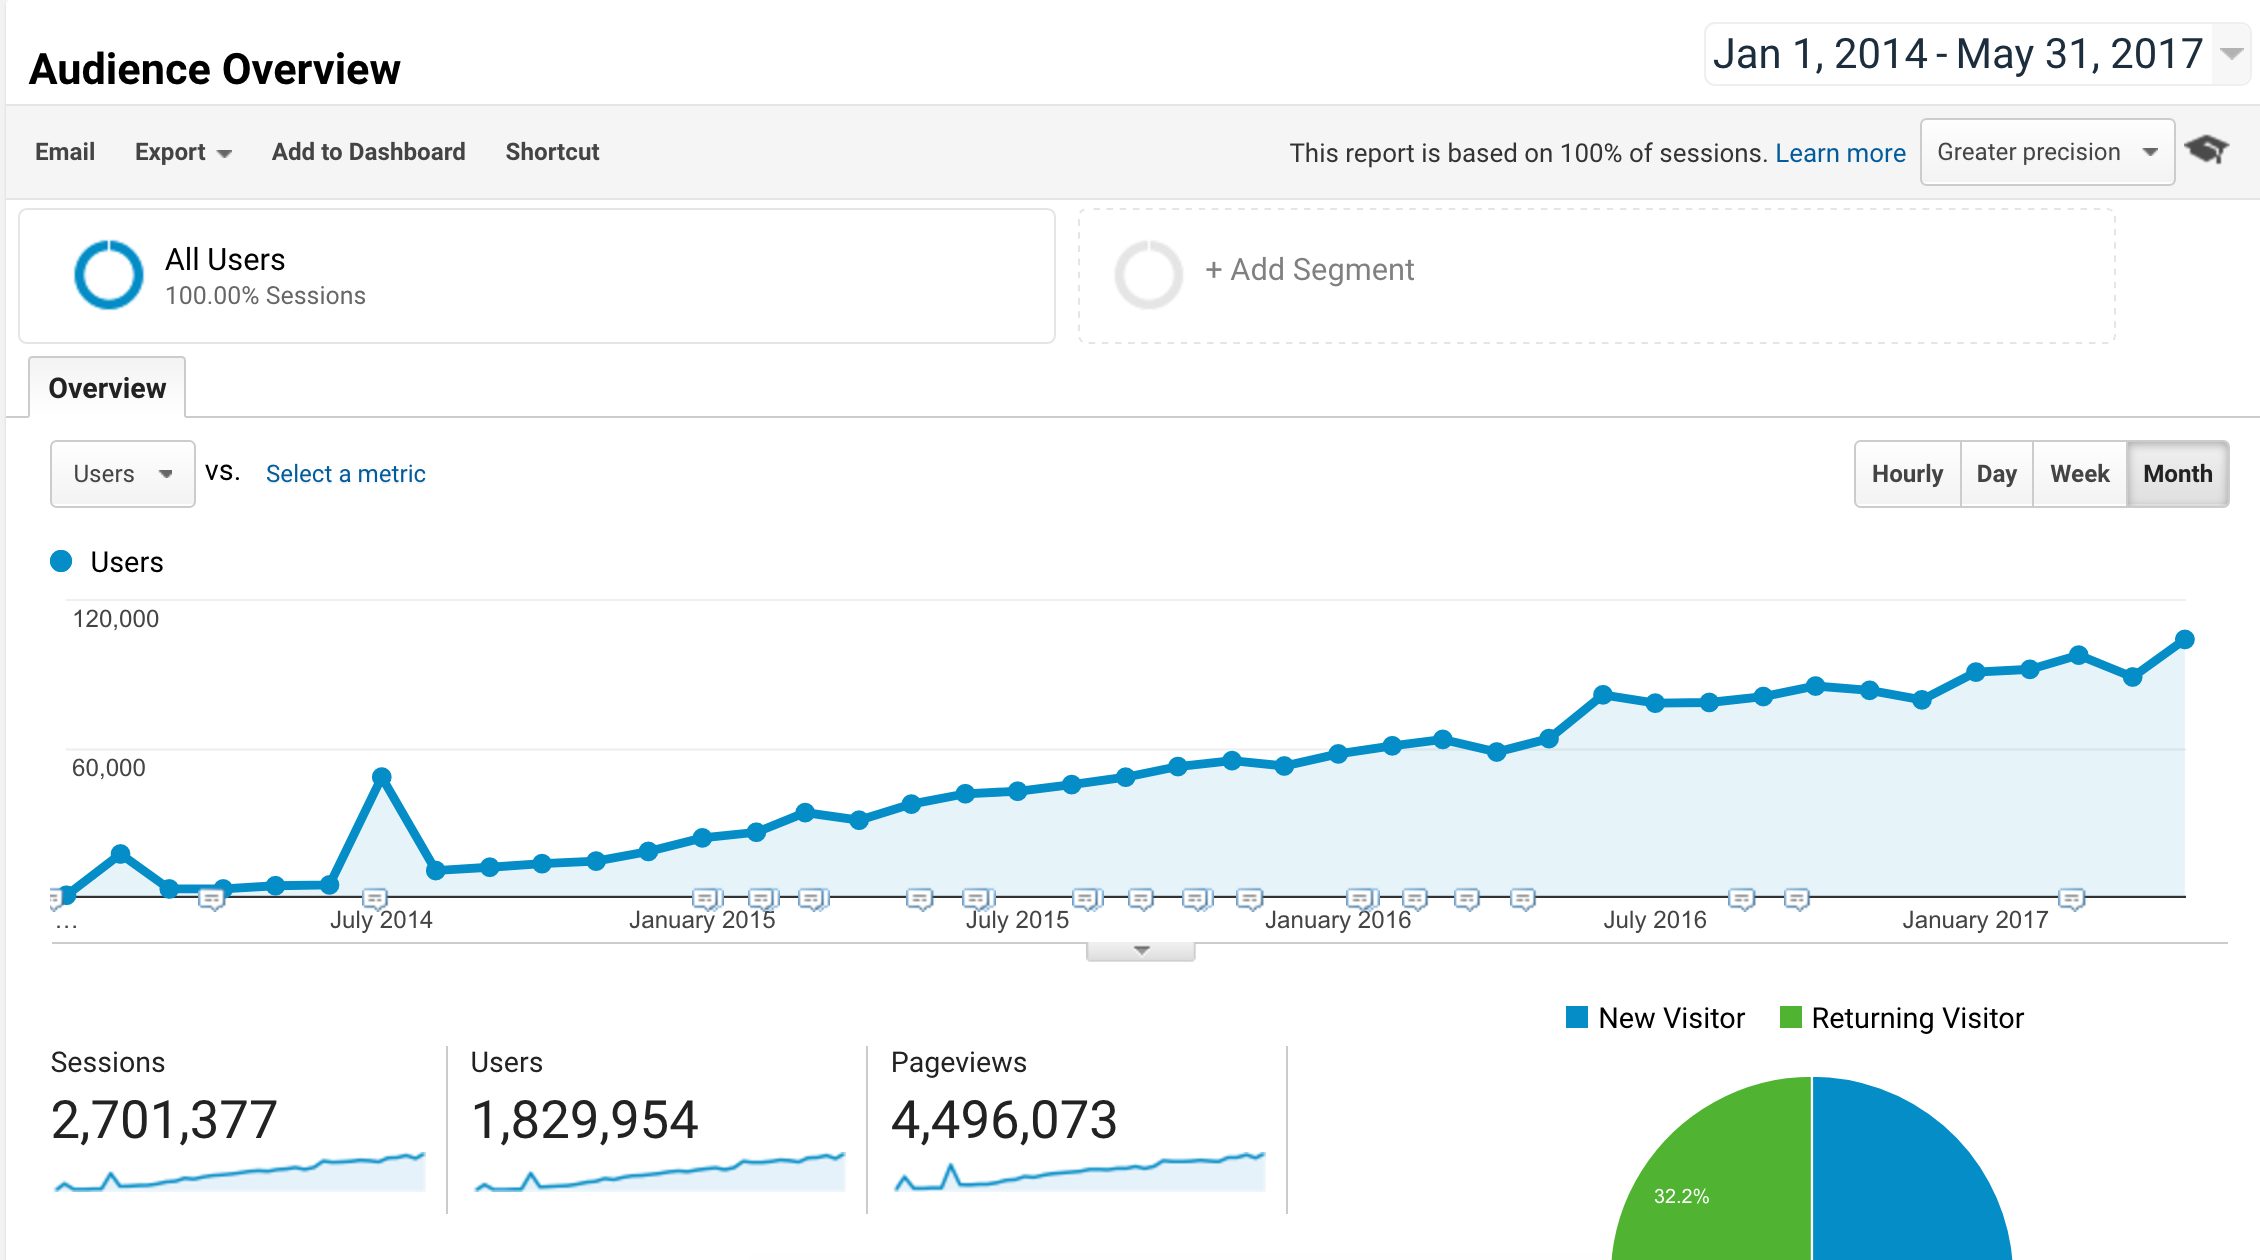 Audience Overview
Jan 1, 2014 - May 31, 2017
Email Export Add to Dashboard Shortcut
This report is based on 100% of sessions. Learn more Greater precision
All Users
100.00% Sessions
+ Add Segment
Overview
Users vs. Select a metric
Hourly Day Week Month
Users
120,000
60,000
... July 2014 January 2015 July 2015 January 2016 July 2016 January 2017
New Visitor Returning Visitor
Sessions Users Pageviews
2,701,377 1,829,954 4,496,073
32.2%